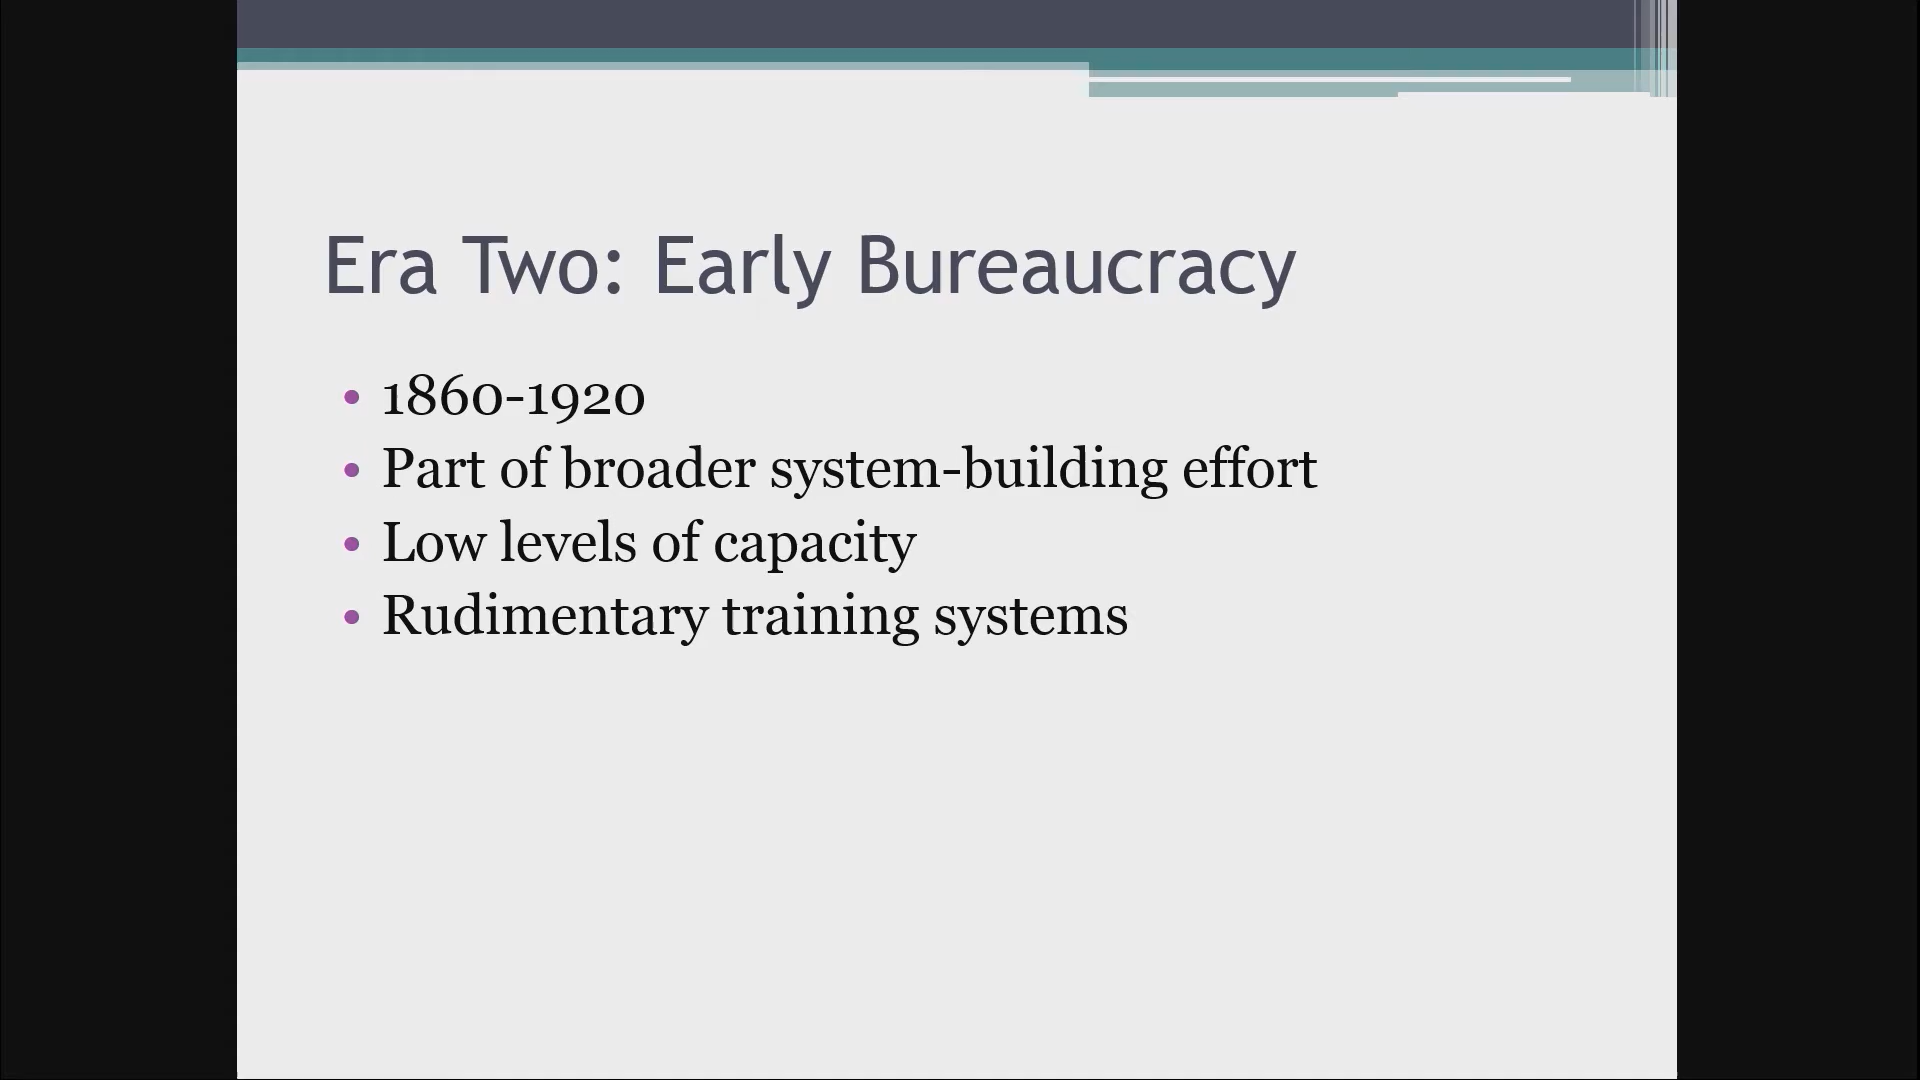 Era Two: Early Bureaucracy
• 1860-1920
• Part of broader system-building effort
• Low levels of capacity
• Rudimentary training systems